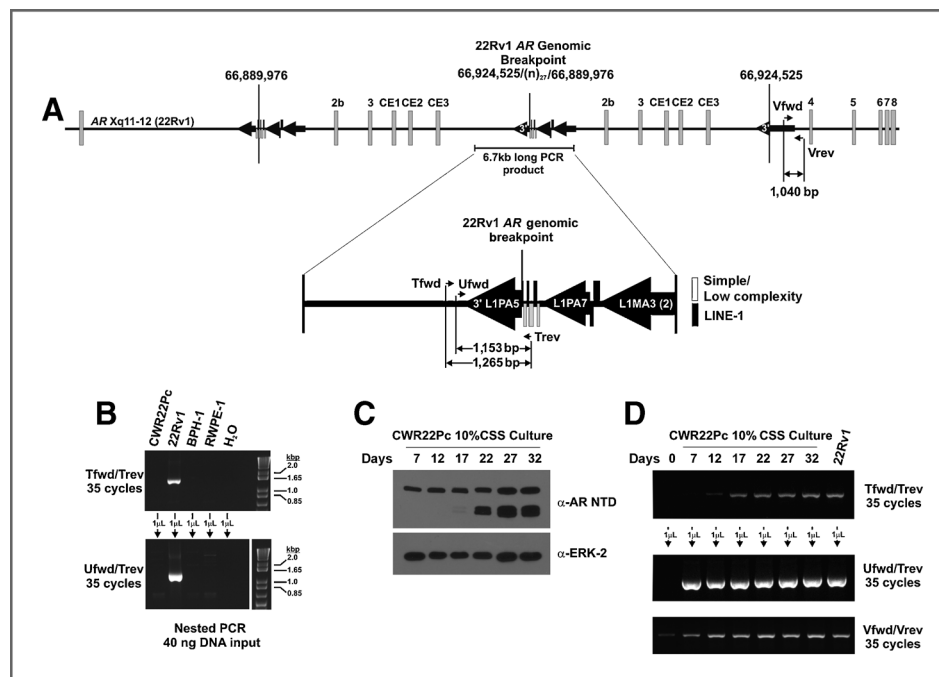 22Rv1 AR Genomic
Breakpoint
66,924,525/(n)27/66,889,976
66,889,976
66,924,525
A
2b
3
CE1
CE2
CE3
2b
3
CE1
CE2
CE3
Vfwd
4
5
6
7
8
AR Xq11-12 (22Rv1)
3'
3'
Vrev
6.7kb long PCR
product
1,040 bp
22Rv1 AR genomic
breakpoint
Tfwd
Ufwd
3' L1PA5
L1PA7
L1MA3 (2)
Simple/
Low complexity
LINE-1
Trev
1,153 bp
1,265 bp
B
CWR22Pc
22Rv1
BPH-1
RWPE-1
H2O
Tfwd/Trev
35 cycles
kbp
2.0
1.65
1.0
0.85
1µL
1µL
1µL
1µL
1µL
Ufwd/Trev
35 cycles
kbp
2.0
1.65
1.0
0.85
Nested PCR
40 ng DNA input
C
CWR22Pc 10%CSS Culture
Days 7 12 17 22 27 32
α-AR NTD
α-ERK-2
D
CWR22Pc 10% CSS Culture
22Rv1
Days 0 7 12 17 22 27 32
Tfwd/Trev
35 cycles
1µL
1µL
1µL
1µL
1µL
1µL
1µL
1µL
Ufwd/Trev
35 cycles
Vfwd/Vrev
35 cycles